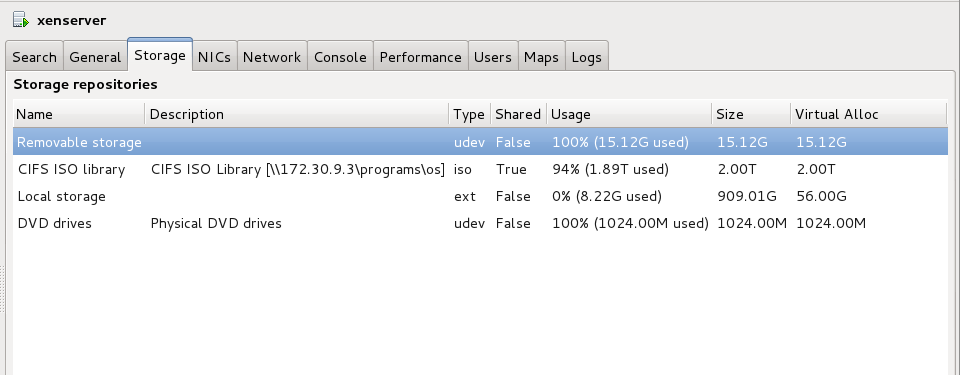 xenserver
Search General Storage NICs Network Console Performance Users Maps Logs
Storage repositories
Name Description Type Shared Usage Size Virtual Alloc
Removable storage udev False 100% (15.12G used) 15.12G 15.12G
CIFS ISO library CIFS ISO Library [\\172.30.9.3\programs\os] iso True 94% (1.89T used) 2.00T 2.00T
Local storage ext False 0% (8.22G used) 909.01G 56.00G
DVD drives Physical DVD drives udev False 100% (1024.00M used) 1024.00M 1024.00M